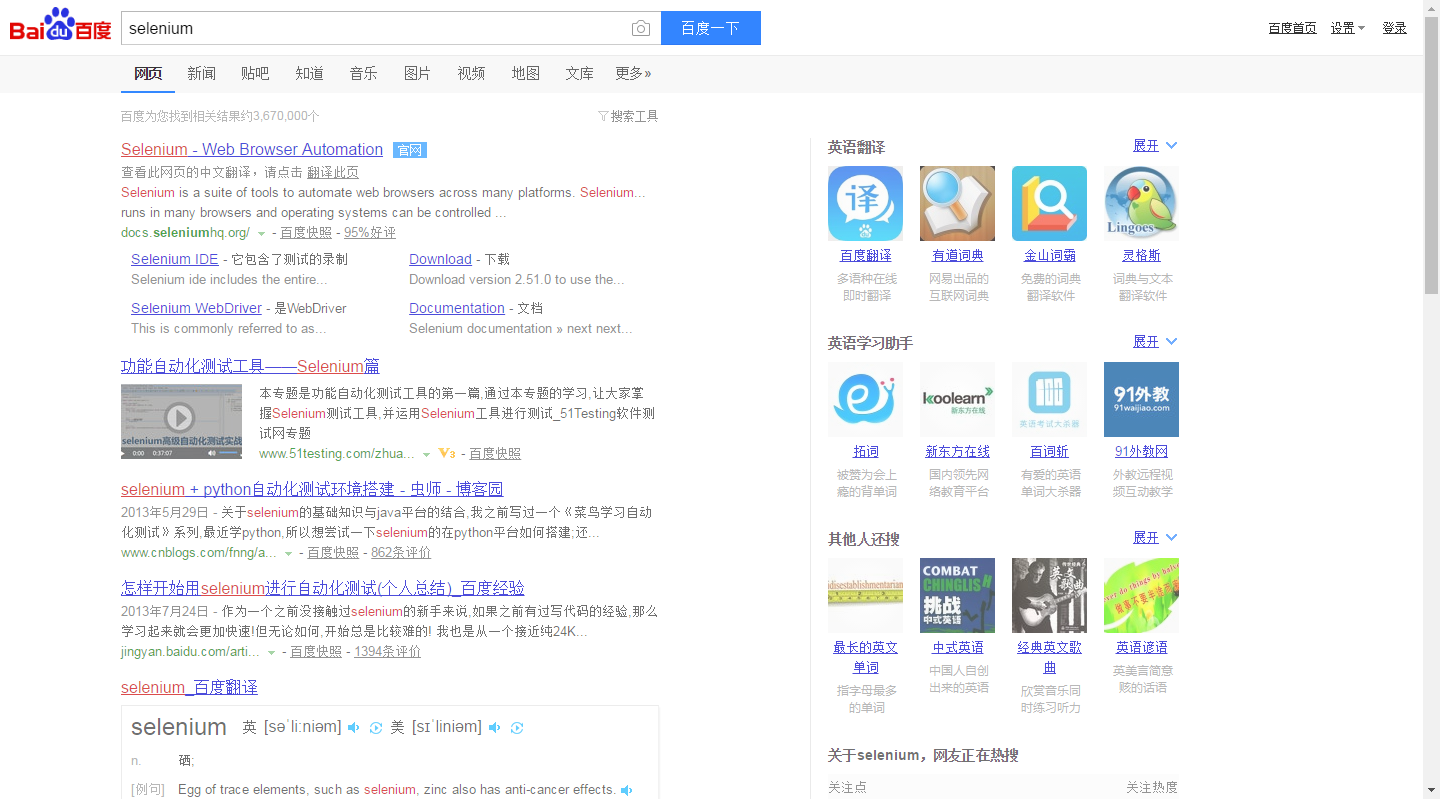 Bai du 百度
selenium
百度一下
百度首页 设置 登录
网页 新闻 贴吧 知道 音乐 图片 视频 地图 文库 更多»
百度为您找到相关结果约3,670,000个
搜索工具
Selenium - Web Browser Automation 官网
查看此网页的中文翻译，请点击 翻译此页
Selenium is a suite of tools to automate web browsers across many platforms. Selenium...
runs in many browsers and operating systems can be controlled ...
docs.seleniumhq.org/ - 百度快照 - 95%好评
Selenium IDE - 它包含了测试的录制
Selenium ide includes the entire...
Download - 下载
Download version 2.51.0 to use the...
Selenium WebDriver - 是WebDriver
This is commonly referred to as...
Documentation - 文档
Selenium documentation » next next...
功能自动化测试工具——Selenium篇
selenium高级自动化测试实战
0:00 0:37:07
本专题是功能自动化测试工具的第一篇,通过本专题的学习,让大家掌
握Selenium测试工具,并运用Selenium工具进行测试_51Testing软件测
试网专题
www.51testing.com/zhua... V3 - 百度快照
selenium + python自动化测试环境搭建 - 虫师 - 博客园
2013年5月29日 - 关于selenium的基础知识与java平台的结合,我之前写过一个《菜鸟学习自动
化测试》系列,最近学python,所以想尝试一下selenium的在python平台如何搭建;还...
www.cnblogs.com/fnng/a... - 百度快照 - 862条评价
怎样开始用selenium进行自动化测试(个人总结)_百度经验
2013年7月24日 - 作为一个之前没接触过selenium的新手来说,如果之前有过写代码的经验,那么
学习起来就会更加快速!但无论如何,开始总是比较难的! 我也是从一个接近纯24K...
jingyan.baidu.com/arti... - 百度快照 - 1394条评价
selenium_百度翻译
selenium 英 [səˈli:niəm] 美 [sɪˈliniəm]
n. 硒;
[例句] Egg of trace elements, such as selenium, zinc also has anti-cancer effects.
英语翻译 展开
译
Lingoes
百度翻译 有道词典 金山词霸 灵格斯
多语种在线 网易出品的 免费的词典 词典与文本
即时翻译 互联网词典 翻译软件 翻译软件
英语学习助手 展开
koolearn
新东方在线
英语考试大杀器
91外教
91waijiao.com
拓词 新东方在线 百词斩 91外教网
被赞为会上 国内领先网 有爱的英语 外教远程视
瘾的背单词 络教育平台 单词大杀器 频互动教学
其他人还搜 展开
idisestablishmentarian
COMBAT
CHINGLISH
挑战
中式英语
英文歌曲
ver do things by halv
做事不要半途而废
最长的英文 中式英语 经典英文歌 英语谚语
单词 曲
指字母最多 中国人自创 欣赏音乐同 英美言简意
的单词 出来的英语 时练习听力 赅的话语
关于selenium，网友正在热搜
关注点 关注热度